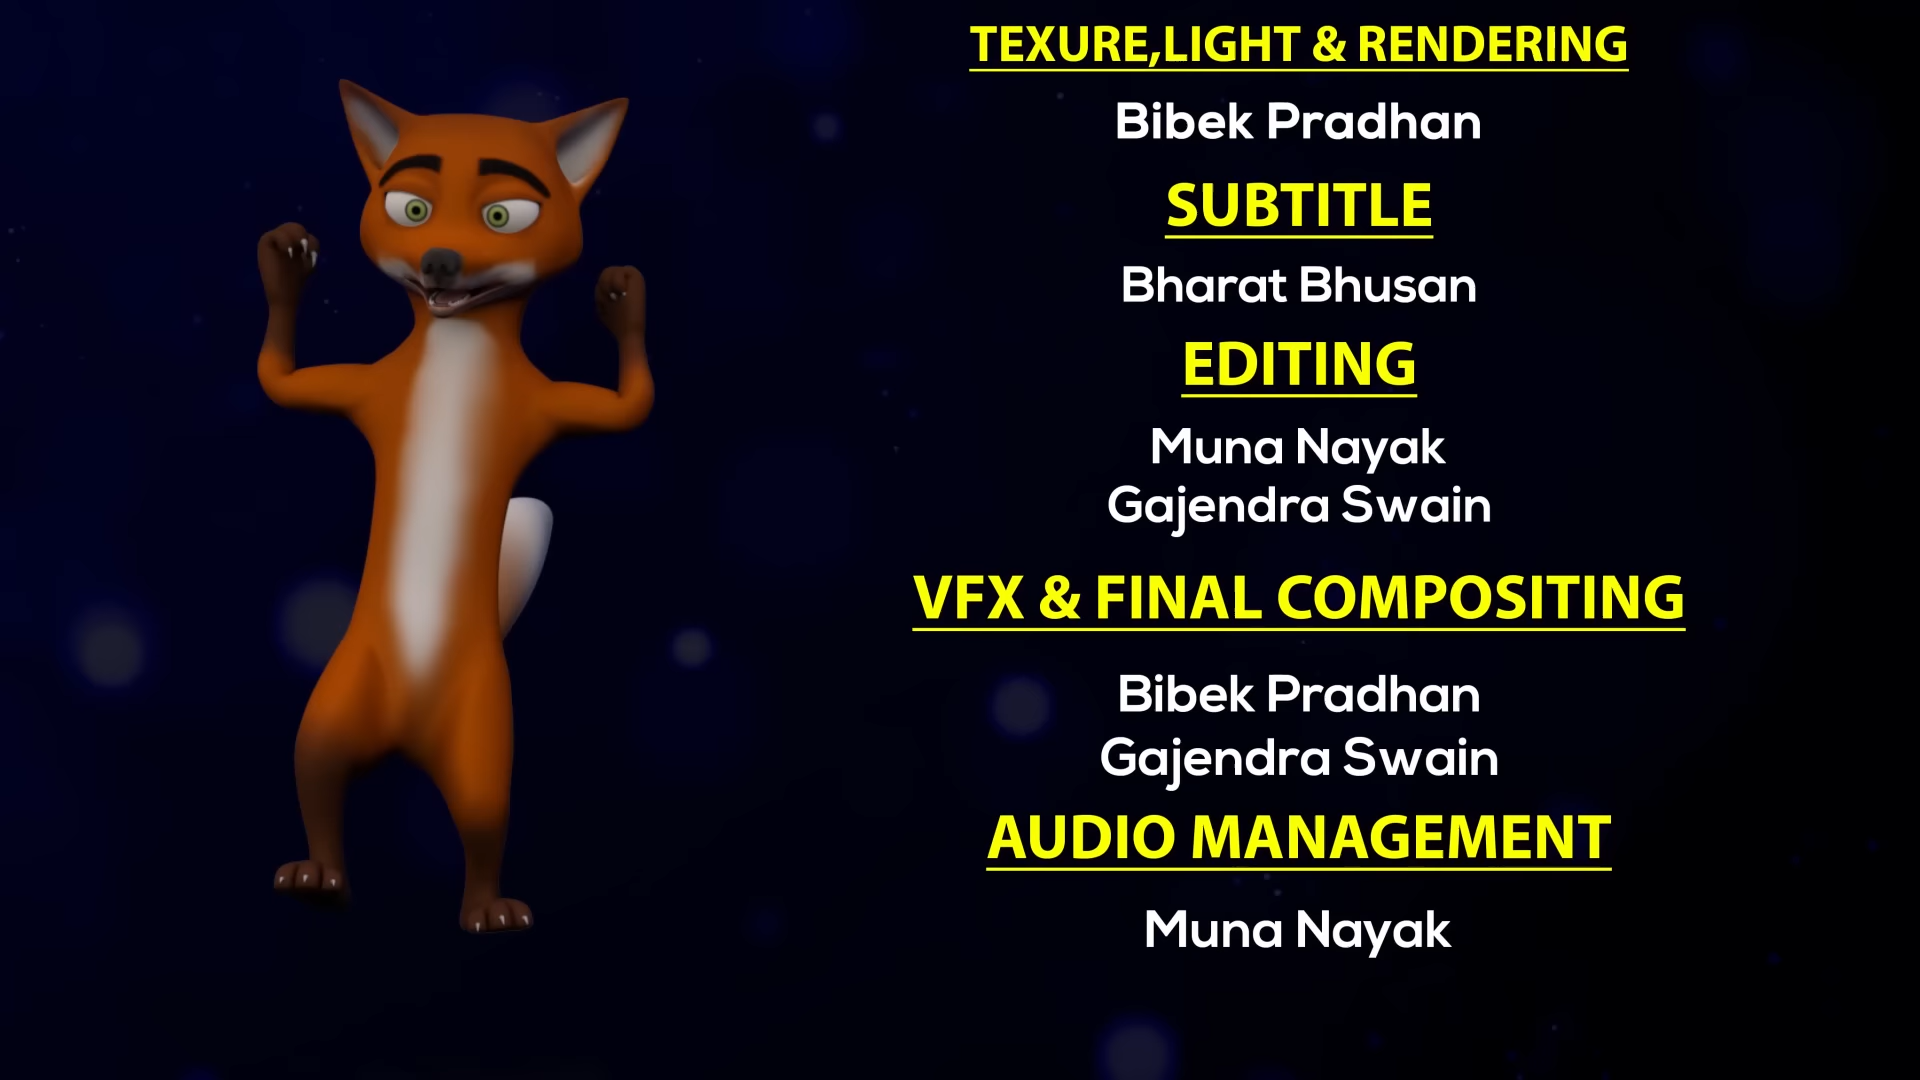 TEXURE,LIGHT & RENDERING
Bibek Pradhan
SUBTITLE
Bharat Bhusan
EDITING
Muna Nayak
Gajendra Swain
VFX & FINAL COMPOSITING
Bibek Pradhan
Gajendra Swain
AUDIO MANAGEMENT
Muna Nayak